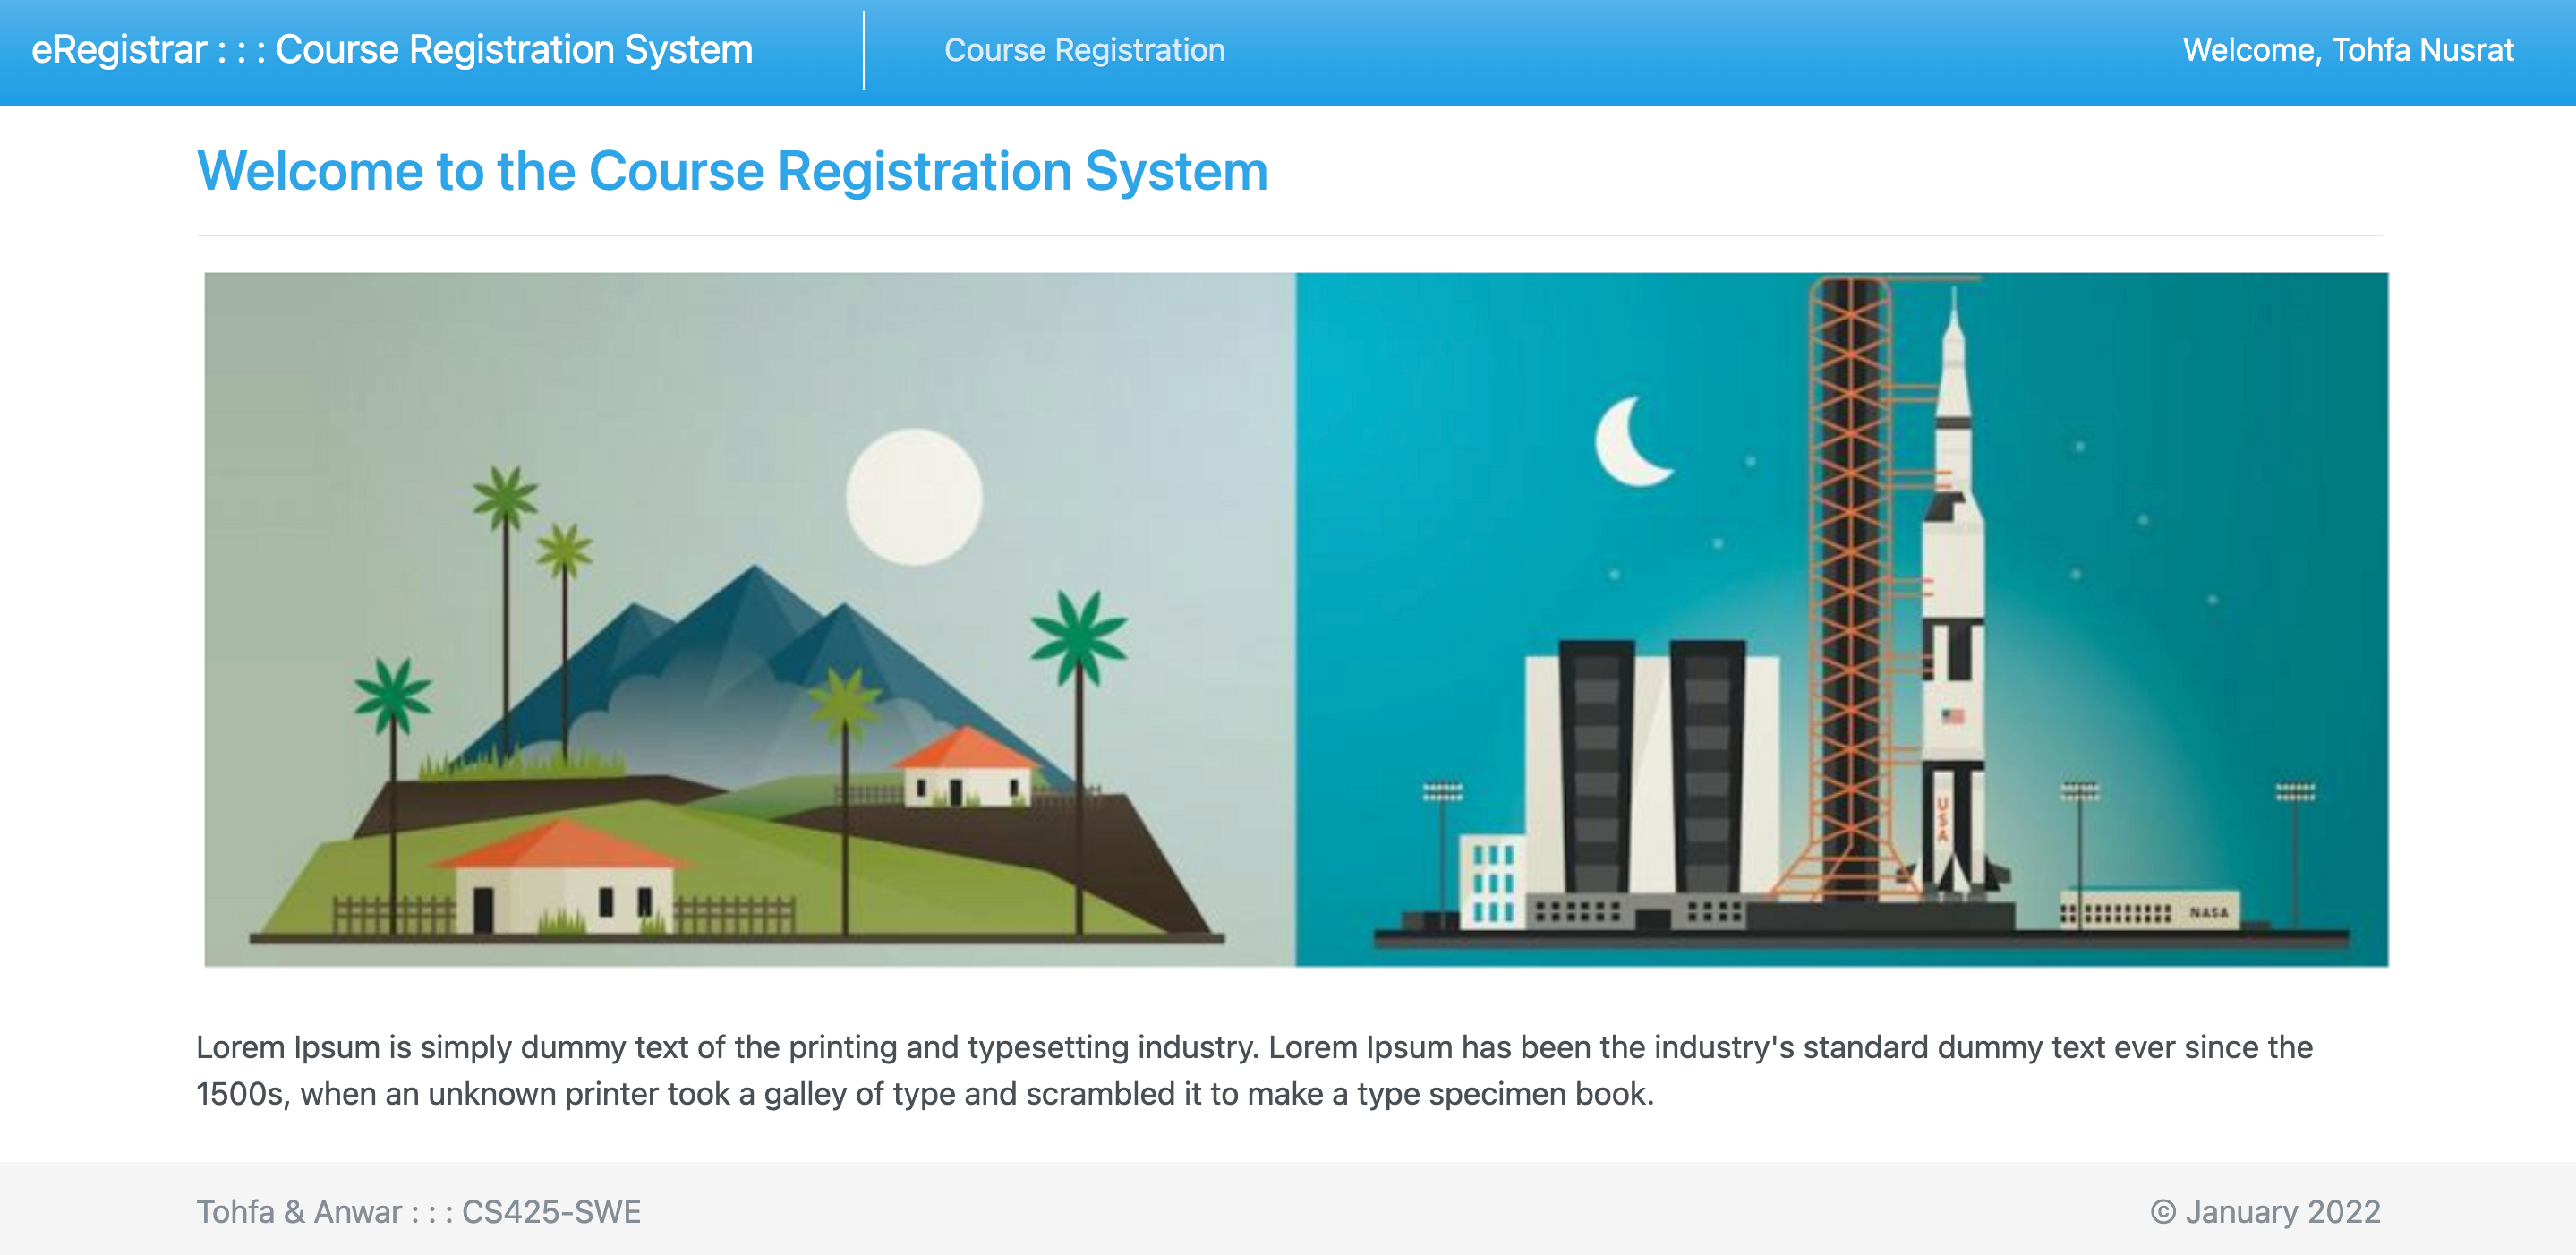 eRegistrar : : : Course Registration System
Course Registration
Welcome, Tohfa Nusrat
Welcome to the Course Registration System
USA
NASA
Lorem Ipsum is simply dummy text of the printing and typesetting industry. Lorem Ipsum has been the industry's standard dummy text ever since the
1500s, when an unknown printer took a galley of type and scrambled it to make a type specimen book.
Tohfa & Anwar : : : CS425-SWE
© January 2022